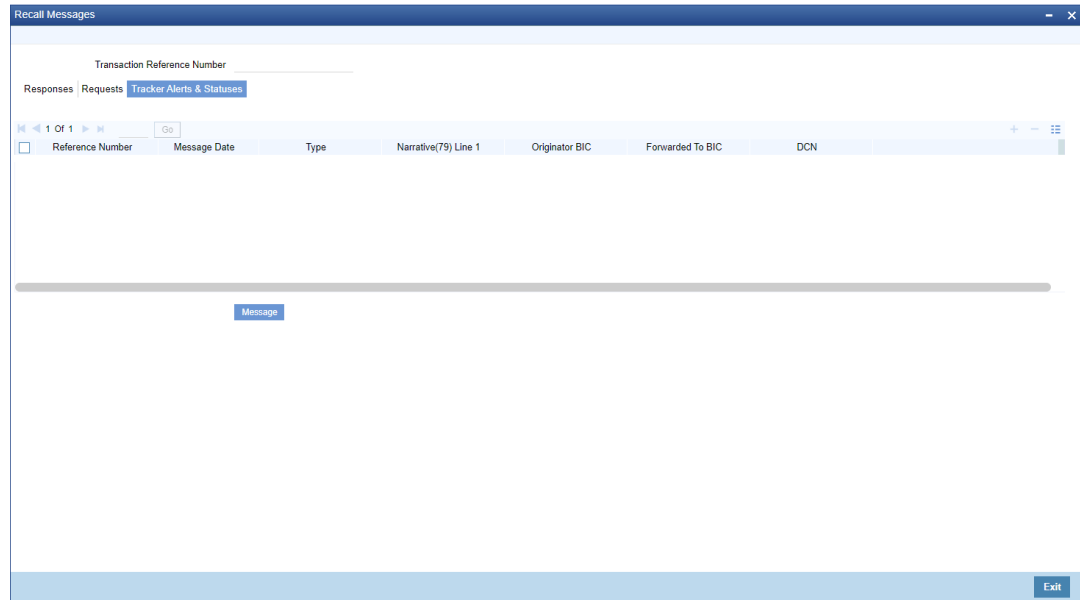 Recall Messages
Transaction Reference Number
Responses Requests Tracker Alerts & Statuses
1 Of 1 Go
Reference Number Message Date Type Narrative(79) Line 1 Originator BIC Forwarded To BIC DCN
Message
Exit